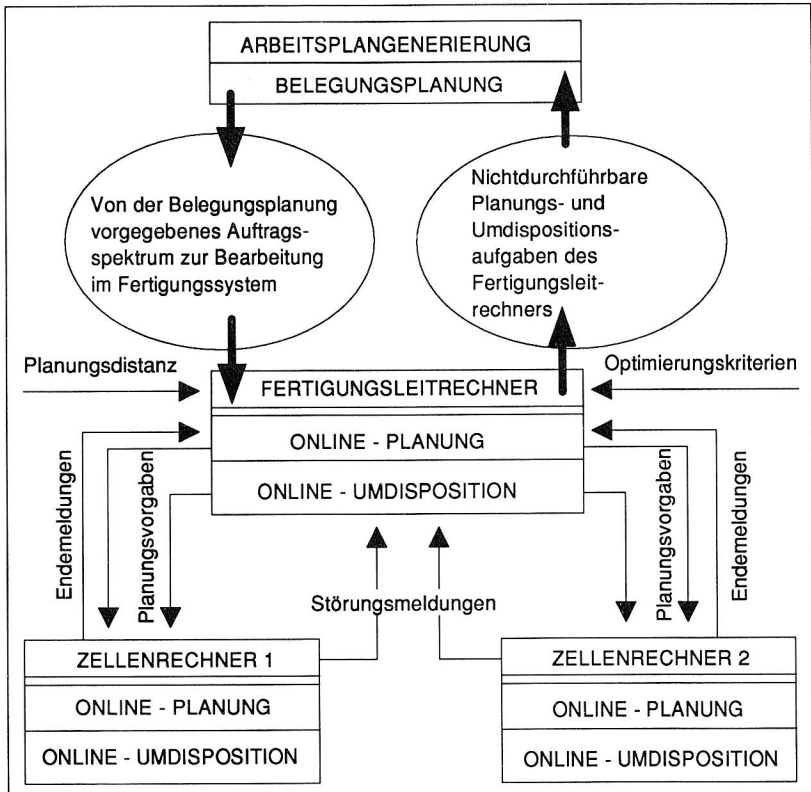 ARBEITSPLANGENERIERUNG
BELEGUNGSPLANUNG
Von der Belegungsplanung
vorgegebenes Auftrags-
spektrum zur Bearbeitung
im Fertigungssystem
Nichtdurchführbare
Planungs- und
Umdispositions-
aufgaben des
Fertigungsleit-
rechners
Planungsdistanz
Optimierungskriterien
FERTIGUNGSLEITRECHNER
ONLINE - PLANUNG
ONLINE - UMDISPOSITION
Endemeldungen
Planungsvorgaben
Störungsmeldungen
Planungsvorgaben
Endemeldungen
ZELLENRECHNER 1
ONLINE - PLANUNG
ONLINE - UMDISPOSITION
ZELLENRECHNER 2
ONLINE - PLANUNG
ONLINE - UMDISPOSITION